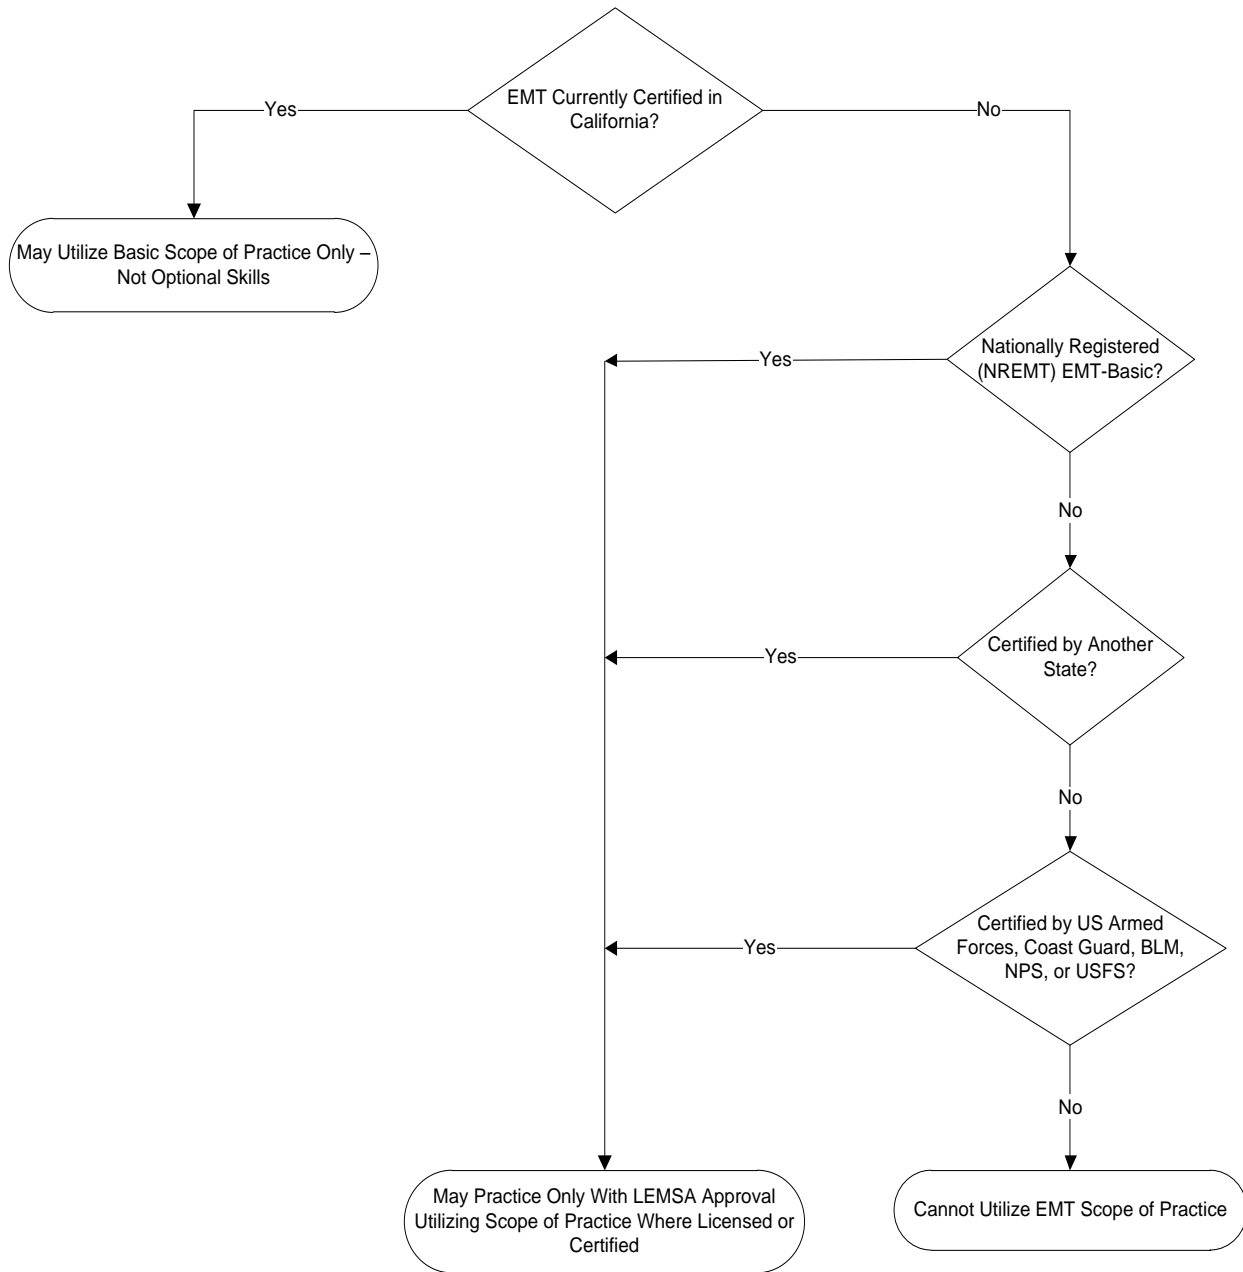 EMT Currently Certified in
California?
Yes
No
May Utilize Basic Scope of Practice Only –
Not Optional Skills
Nationally Registered
(NREMT) EMT-Basic?
Yes
No
Certified by Another
State?
Yes
No
Certified by US Armed
Forces, Coast Guard, BLM,
NPS, or USFS?
Yes
No
May Practice Only With LEMSA Approval
Utilizing Scope of Practice Where Licensed or
Certified
Cannot Utilize EMT Scope of Practice